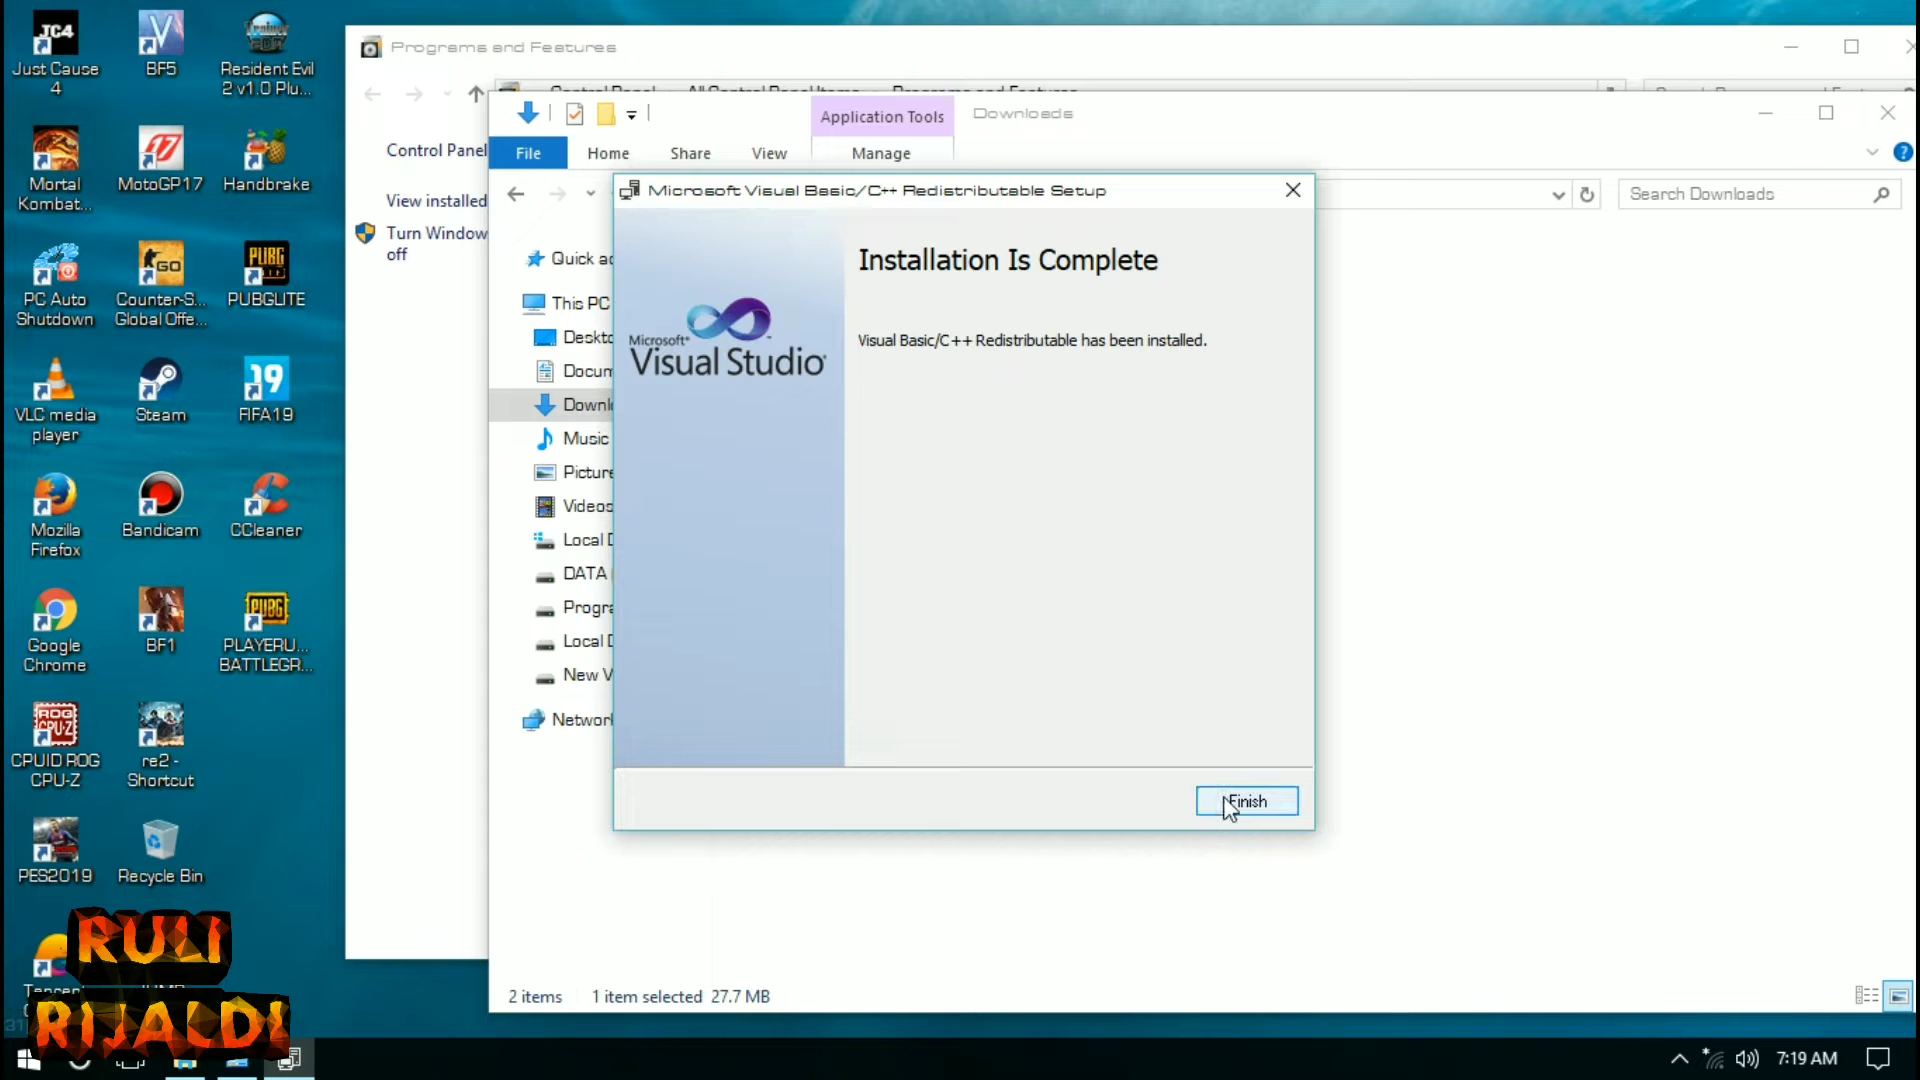 Just Cause
4
BF5
Resident Evil
2 v1.0 Plu...
Mortal
Kombat...
MotoGP17
Handbrake
PC Auto
Shutdown
Counter-S...
Global Offe...
PUBGLITE
VLC media
player
Steam
FIFA19
Mozilla
Firefox
Bandicam
CCleaner
Google
Chrome
BF1
PLAYERU...
BATTLEGR...
CPUID ROG
CPU-Z
re2 -
Shortcut
PES2019
Recycle Bin
RULI
RIJALDI
Programs and Features
Control Panel
View installed
Turn Window
off
Application Tools
Downloads
File
Home
Share
View
Manage
Search Downloads
Quick ac
This PC
Deskto
Docum
Downl
Music
Picture
Videos
Local D
DATA
Progra
Local D
New V
Network
Microsoft Visual Basic/C++ Redistributable Setup
Microsoft®
Visual Studio
Installation Is Complete
Visual Basic/C++ Redistributable has been installed.
Finish
2 items
1 item selected 27.7 MB
7:19 AM